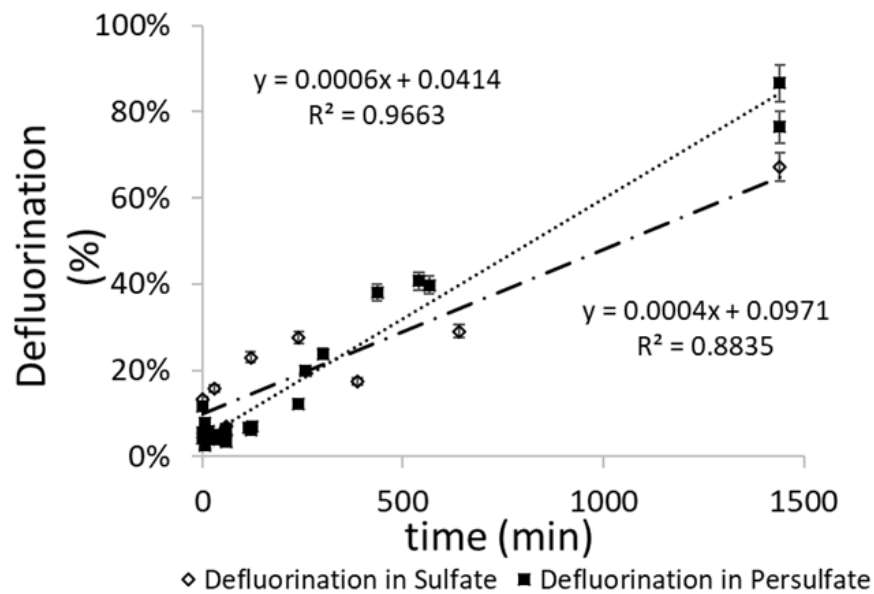 100%
y = 0.0006x + 0.0414
R² = 0.9663
80%
60%
40%
y = 0.0004x + 0.0971
R² = 0.8835
20%
0%
Defluorination
(%)
0 500 1000 1500
time (min)
Defluorination in Sulfate Defluorination in Persulfate